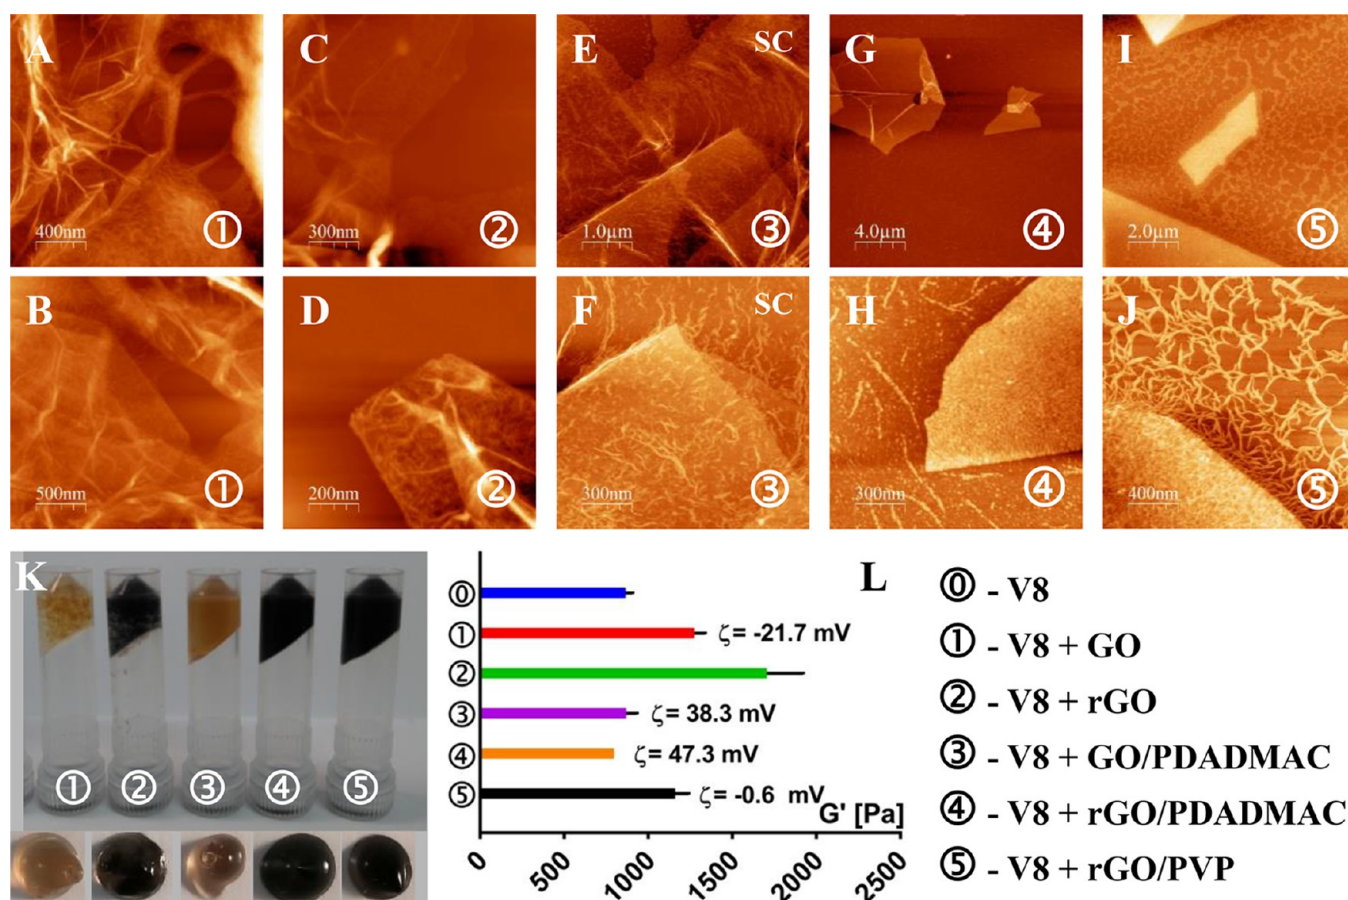 A
400nm
①
C
300nm
②
E
SC
1.0µm
③
G
4.0µm
④
I
2.0µm
⑤
B
500nm
①
D
200nm
②
F
SC
300nm
③
H
300nm
④
J
400nm
⑤
K
① ② ③ ④ ⑤
L
⓪
① ζ= -21.7 mV
②
③ ζ= 38.3 mV
④ ζ= 47.3 mV
⑤ ζ= -0.6 mV
G' [Pa]
0 500 1000 1500 2000 2500
⓪ - V8
① - V8 + GO
② - V8 + rGO
③ - V8 + GO/PDADMAC
④ - V8 + rGO/PDADMAC
⑤ - V8 + rGO/PVP